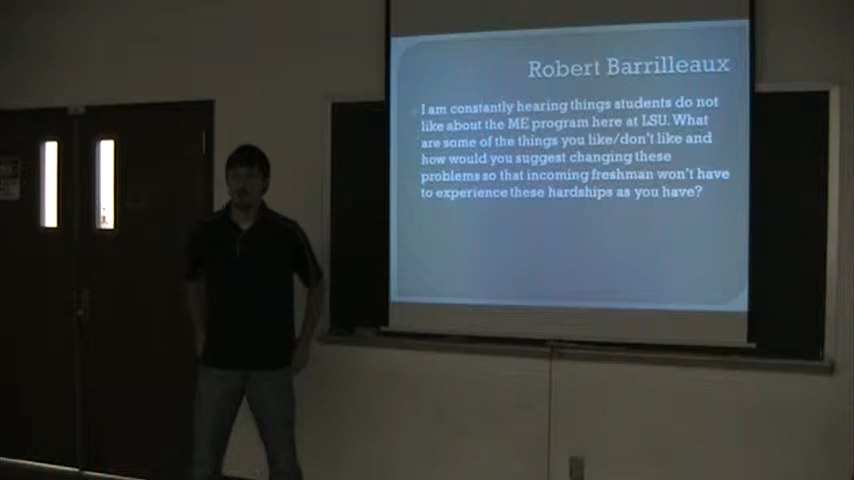 Robert Barrilleaux
I am constantly hearing things students do not
like about the ME program here at LSU. What
are some of the things you like/don't like and
how would you suggest changing these
problems so that incoming freshman won't have
to experience these hardships as you have?